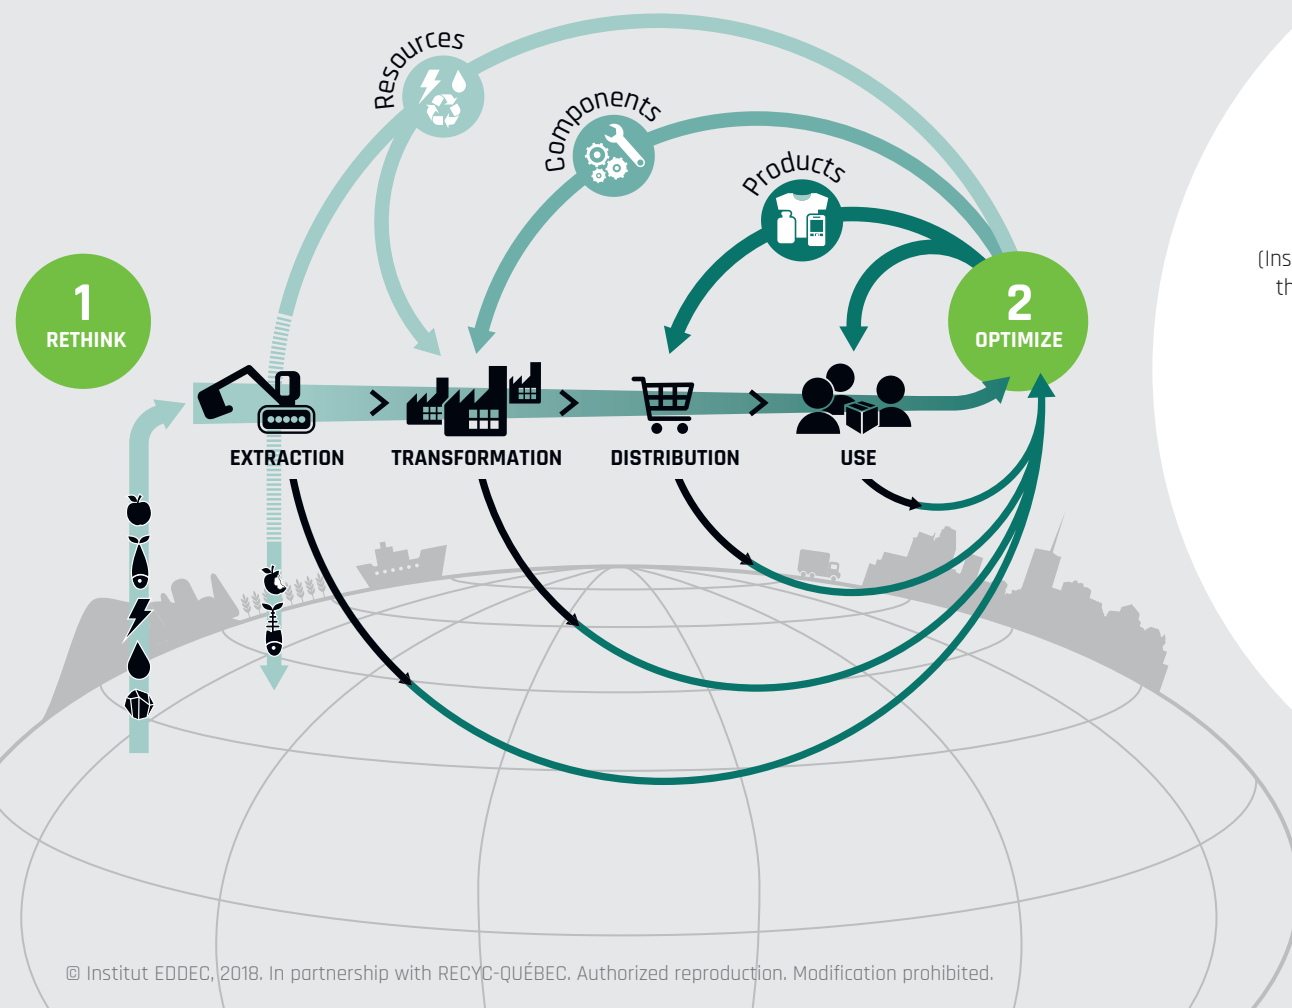 Resources
Components
Products
1
RETHINK
2
OPTIMIZE
(Ins
th
EXTRACTION
TRANSFORMATION
DISTRIBUTION
USE
© Institut EDDEC, 2018. In partnership with RECYC-QUÉBEC. Authorized reproduction. Modification prohibited.